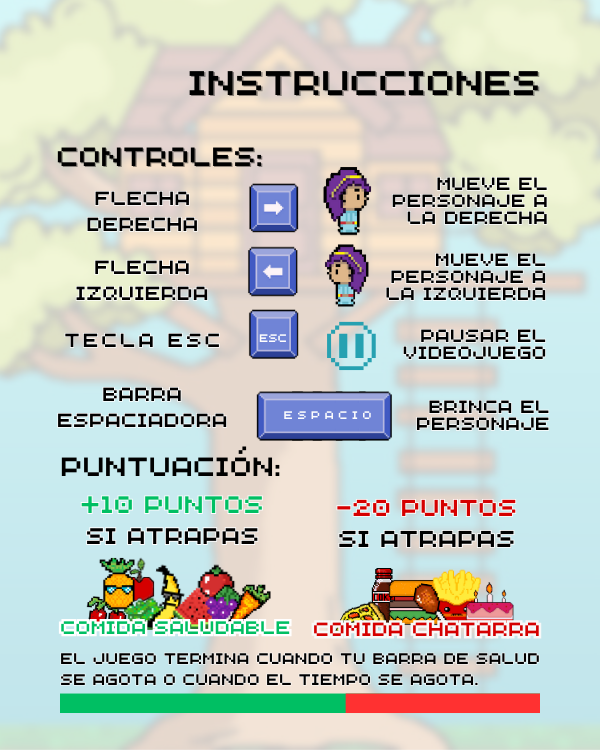 INSTRUCCIONES
CONTROLES:
FLECHA
DERECHA
MUEVE EL
PERSONAJE A
LA DERECHA
FLECHA
IZQUIERDA
MUEVE EL
PERSONAJE A
LA IZQUIERDA
TECLA ESC
ESC
PAUSAR EL
VIDEOJUEGO
BARRA
ESPACIADORA
ESPACIO
BRINCA EL
PERSONAJE
PUNTUACIÓN:
+10 PUNTOS
SI ATRAPAS
COMIDA SALUDABLE
-20 PUNTOS
SI ATRAPAS
COMIDA CHATARRA
EL JUEGO TERMINA CUANDO TU BARRA DE SALUD
SE AGOTA O CUANDO EL TIEMPO SE AGOTA.